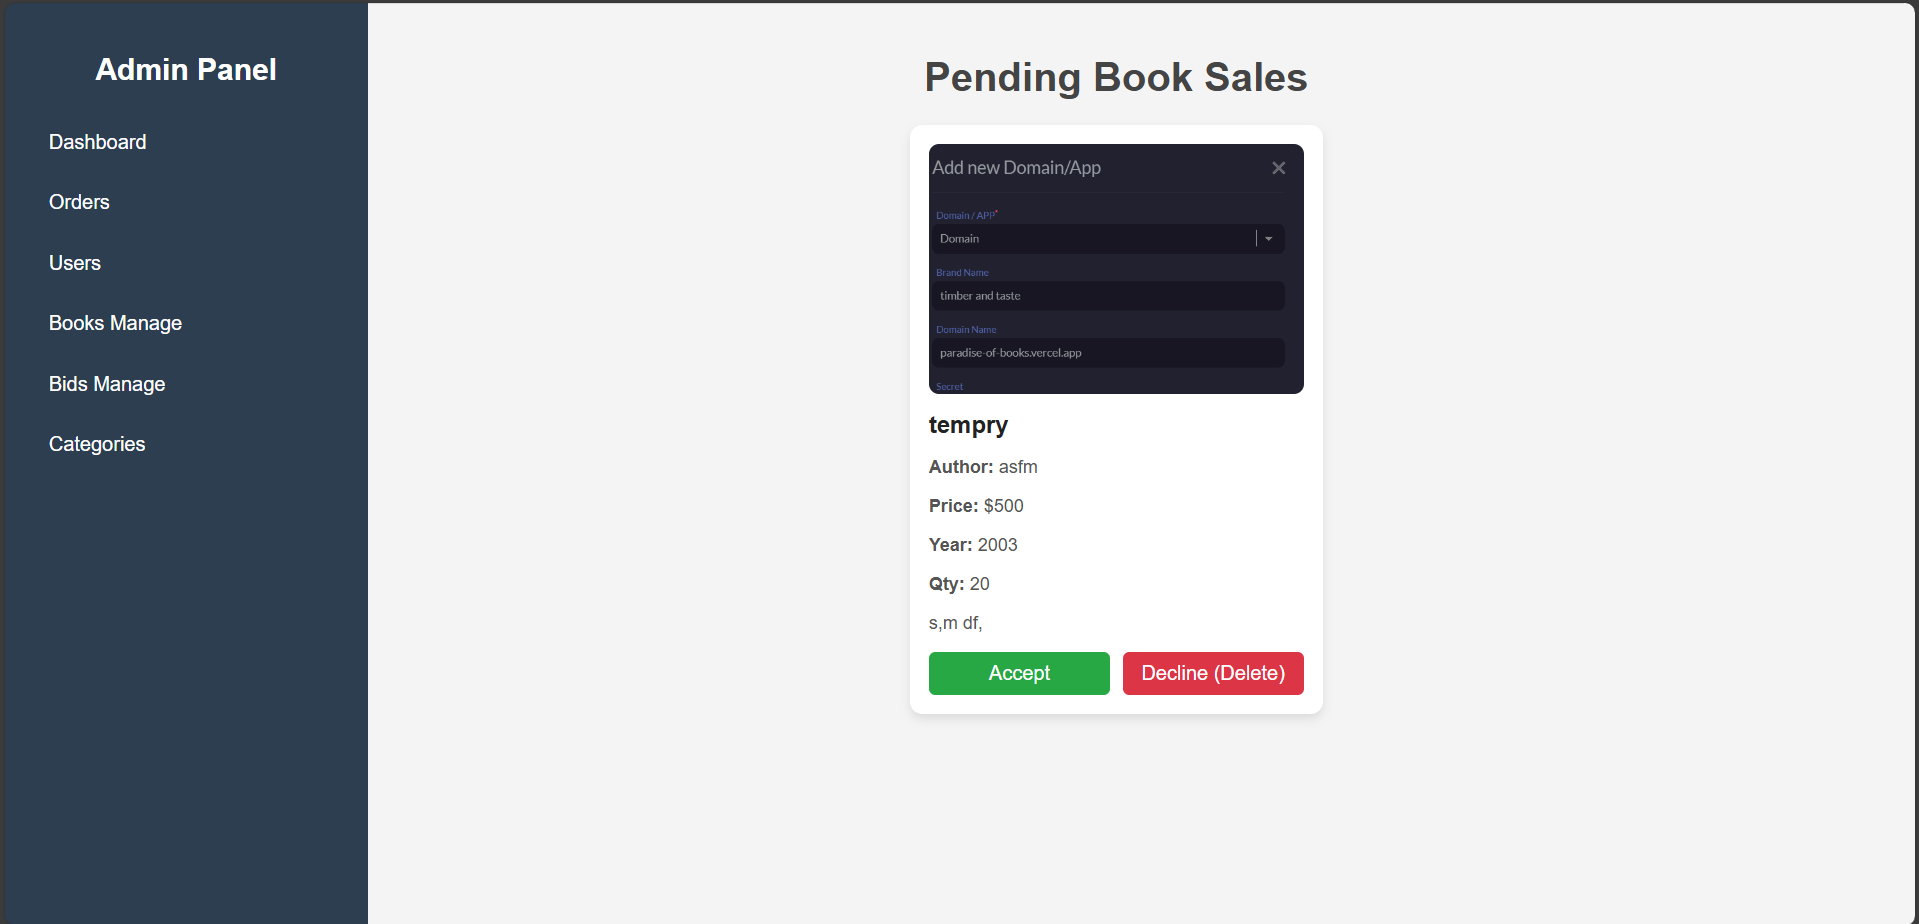 Admin Panel
Dashboard
Orders
Users
Books Manage
Bids Manage
Categories
Pending Book Sales
Add new Domain/App
Domain / APP*
Domain
Brand Name
timber and taste
Domain Name
paradise-of-books.vercel.app
Secret
tempry
Author: asfm
Price: $500
Year: 2003
Qty: 20
s,m df,
Accept
Decline (Delete)